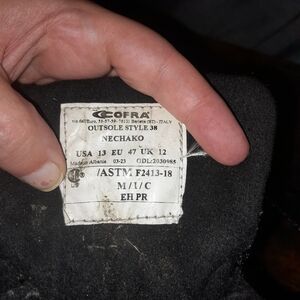 COFRA
OUTSOLE STYLE 38
NECHAKO
USA 13 EU 47 UK 12
Made in Albania 03-23 ODL:2030985
/ASTM F2413-18
M / I / C
EH PR